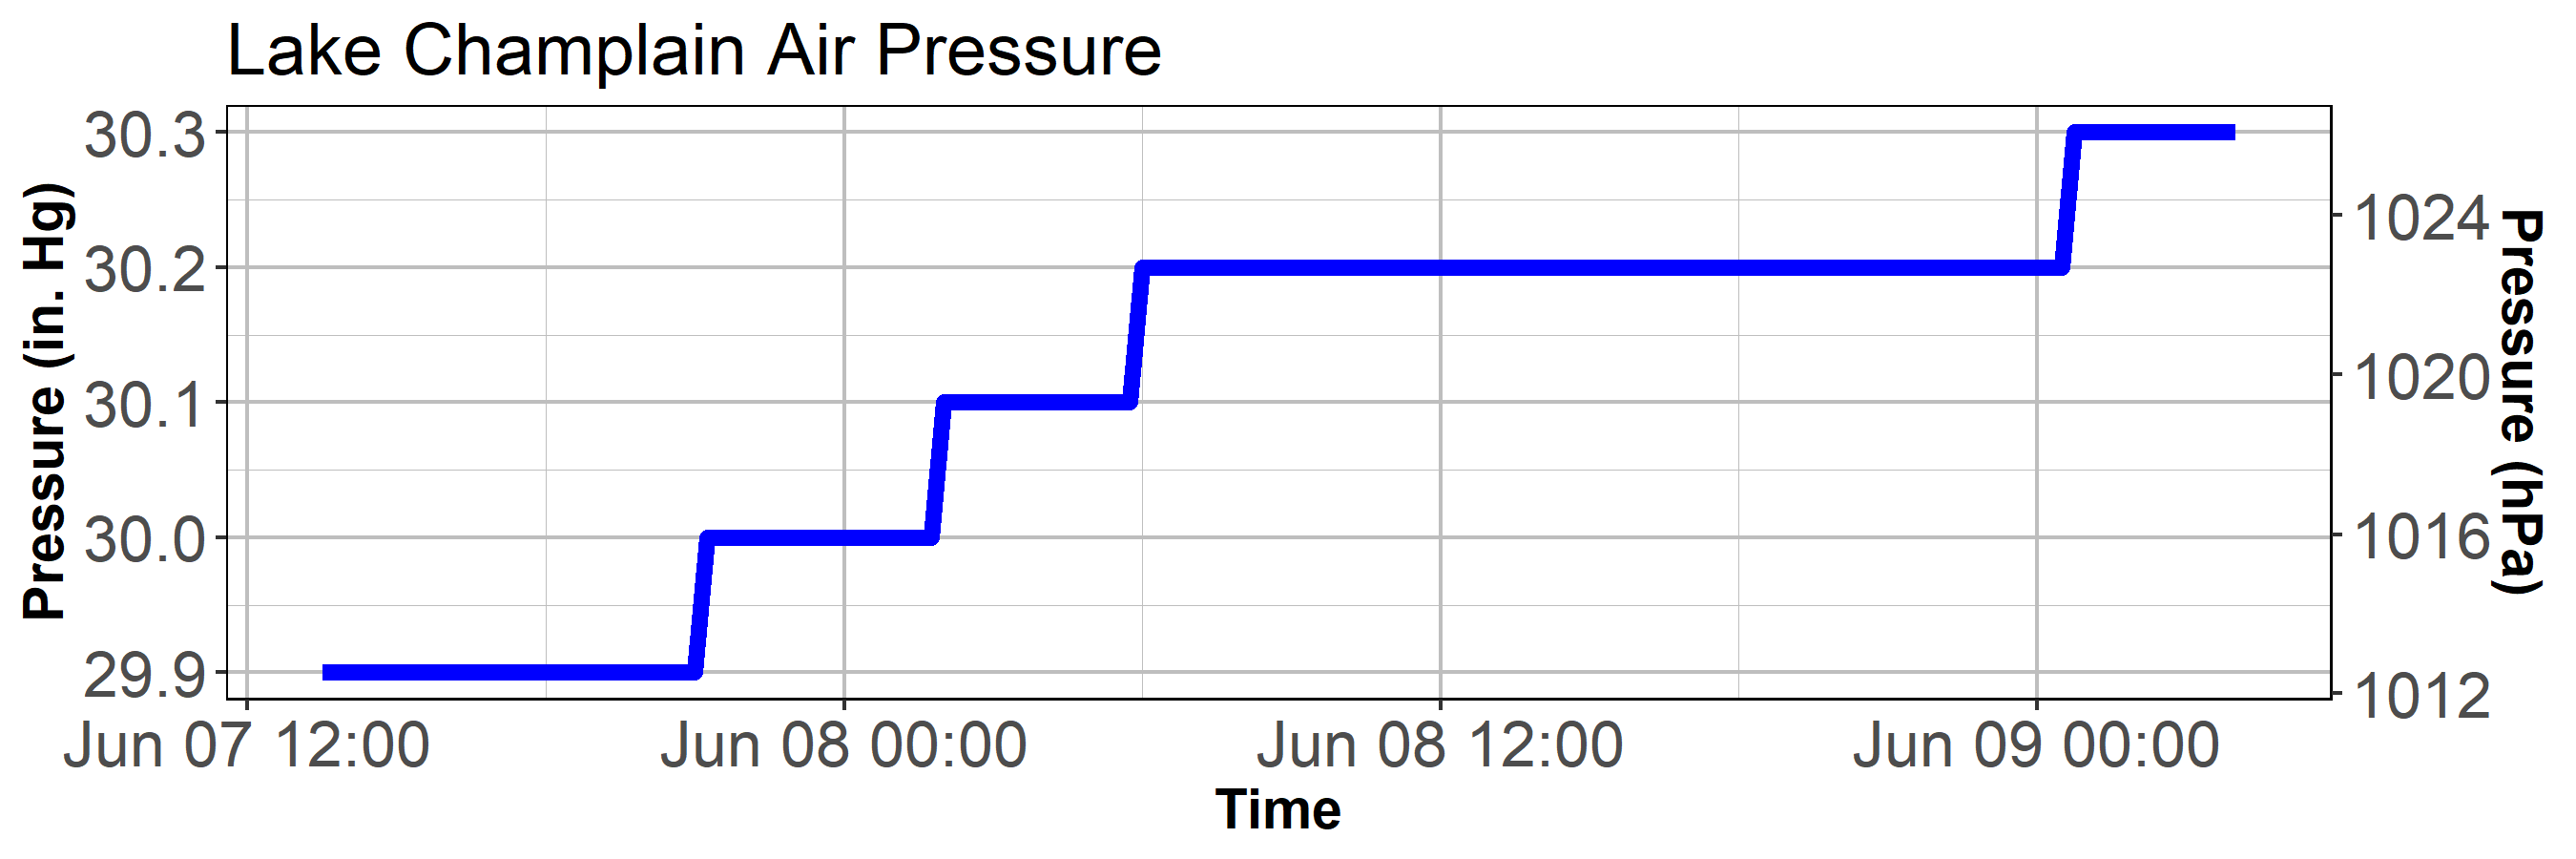 Lake Champlain Air Pressure
Pressure (in. Hg)
30.3
30.2
30.1
30.0
29.9
1024
1020
1016
1012
Pressure (hPa)
Jun 07 12:00 Jun 08 00:00 Jun 08 12:00 Jun 09 00:00
Time